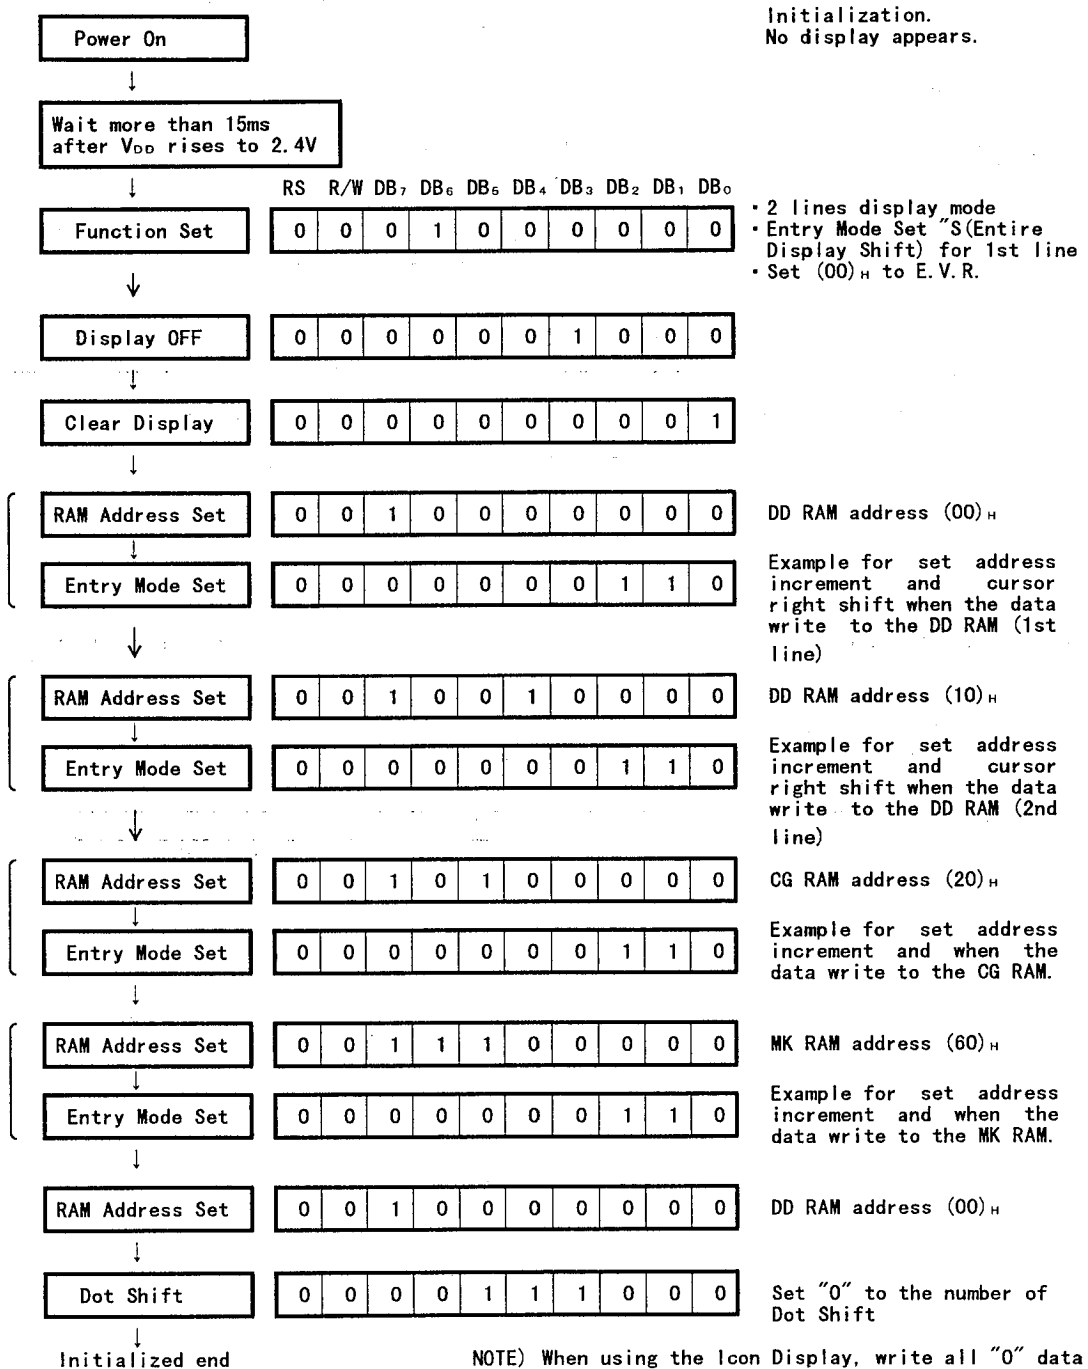 Initialization.
Power On
No display appears.
Wait more than 15ms
after VDD rises to 2.4V
RS R/W DB7 DB6 DB5 DB4 DB3 DB2 DB1 DB0
Function Set 0 0 0 1 0 0 0 0 0 0
・2 lines display mode
・Entry Mode Set "S(Entire
Display Shift) for 1st line
・Set (00)H to E.V.R.
Display OFF 0 0 0 0 0 0 1 0 0 0
Clear Display 0 0 0 0 0 0 0 0 0 1
RAM Address Set 0 0 1 0 0 0 0 0 0 0 DD RAM address (00)H
Entry Mode Set 0 0 0 0 0 0 0 1 1 0
Example for set address
increment and cursor
right shift when the data
write to the DD RAM (1st
line)
RAM Address Set 0 0 1 0 0 1 0 0 0 0 DD RAM address (10)H
Entry Mode Set 0 0 0 0 0 0 0 1 1 0
Example for set address
increment and cursor
right shift when the data
write to the DD RAM (2nd
line)
RAM Address Set 0 0 1 0 1 0 0 0 0 0 CG RAM address (20)H
Entry Mode Set 0 0 0 0 0 0 0 1 1 0
Example for set address
increment and when the
data write to the CG RAM.
RAM Address Set 0 0 1 1 1 0 0 0 0 0 MK RAM address (60)H
Entry Mode Set 0 0 0 0 0 0 0 1 1 0
Example for set address
increment and when the
data write to the MK RAM.
RAM Address Set 0 0 1 0 0 0 0 0 0 0 DD RAM address (00)H
Dot Shift 0 0 0 0 1 1 1 0 0 0
Set "0" to the number of
Dot Shift
Initialized end
NOTE) When using the Icon Display, write all "0" data